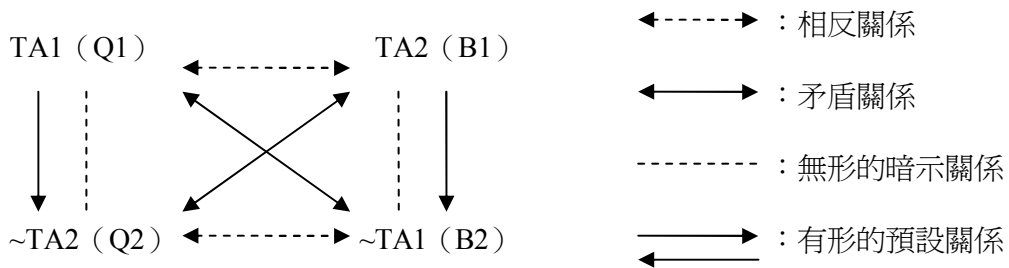 TA1（Q1）
TA2（B1）
~TA2（Q2）
~TA1（B2）
：相反關係
：矛盾關係
：無形的暗示關係
：有形的預設關係